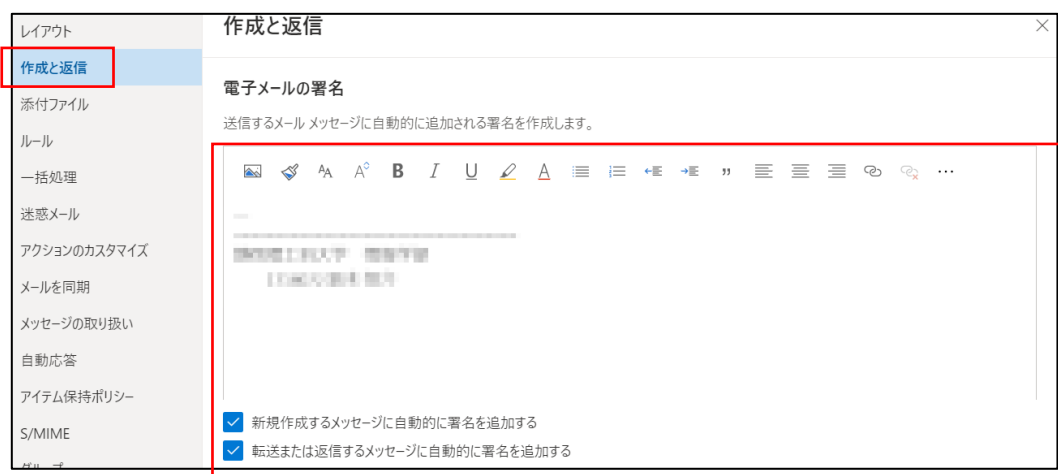 レイアウト
作成と返信
添付ファイル
ルール
一括処理
迷惑メール
アクションのカスタマイズ
メールを同期
メッセージの取り扱い
自動応答
アイテム保持ポリシー
S/MIME
グループ
作成と返信
電子メールの署名
送信するメール メッセージに自動的に追加される署名を作成します。
新規作成するメッセージに自動的に署名を追加する
転送または返信するメッセージに自動的に署名を追加する